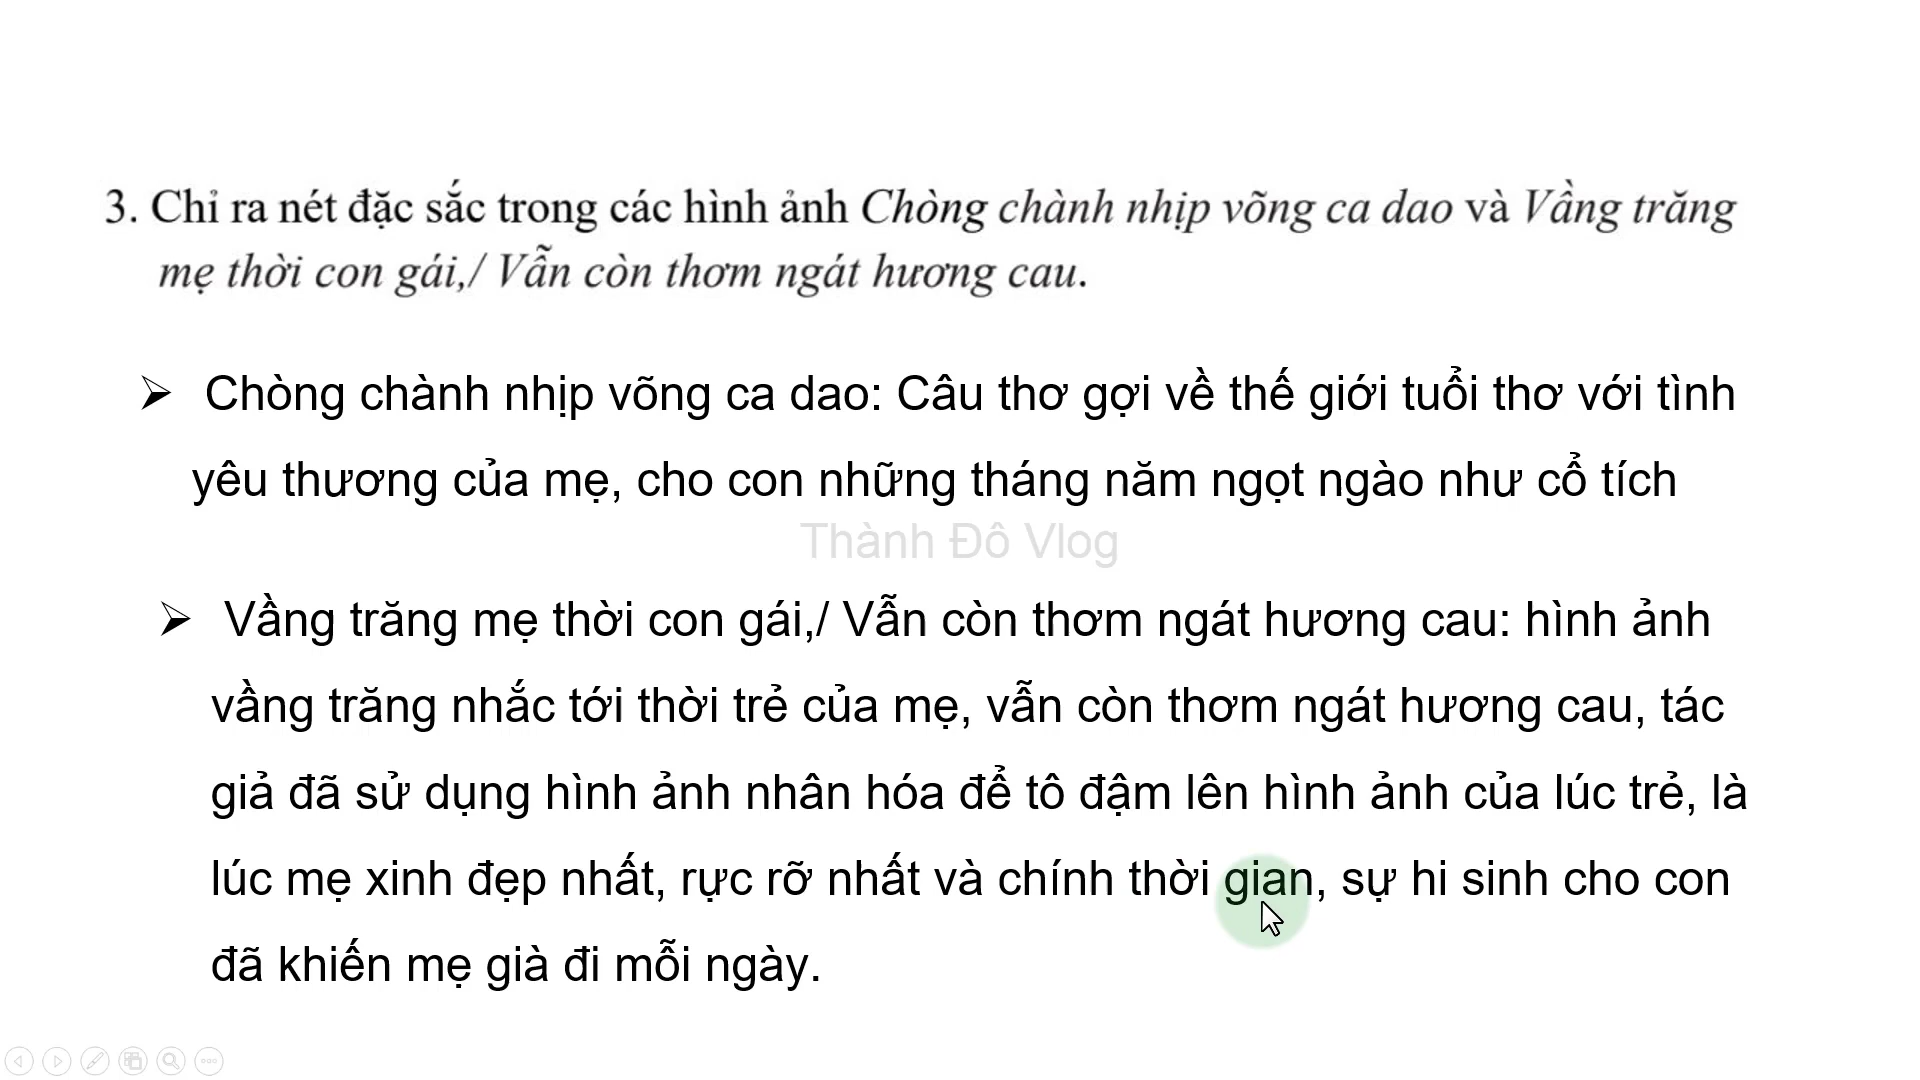 3. Chỉ ra nét đặc sắc trong các hình ảnh Chòng chành nhịp võng ca dao và Vầng trăng
mẹ thời con gái,/ Vẫn còn thơm ngát hương cau.
➢ Chòng chành nhịp võng ca dao: Câu thơ gợi về thế giới tuổi thơ với tình
yêu thương của mẹ, cho con những tháng năm ngọt ngào như cổ tích
Thành Đô Vlog
➢ Vầng trăng mẹ thời con gái,/ Vẫn còn thơm ngát hương cau: hình ảnh
vầng trăng nhắc tới thời trẻ của mẹ, vẫn còn thơm ngát hương cau, tác
giả đã sử dụng hình ảnh nhân hóa để tô đậm lên hình ảnh của lúc trẻ, là
lúc mẹ xinh đẹp nhất, rực rỡ nhất và chính thời gian, sự hi sinh cho con
đã khiến mẹ già đi mỗi ngày.